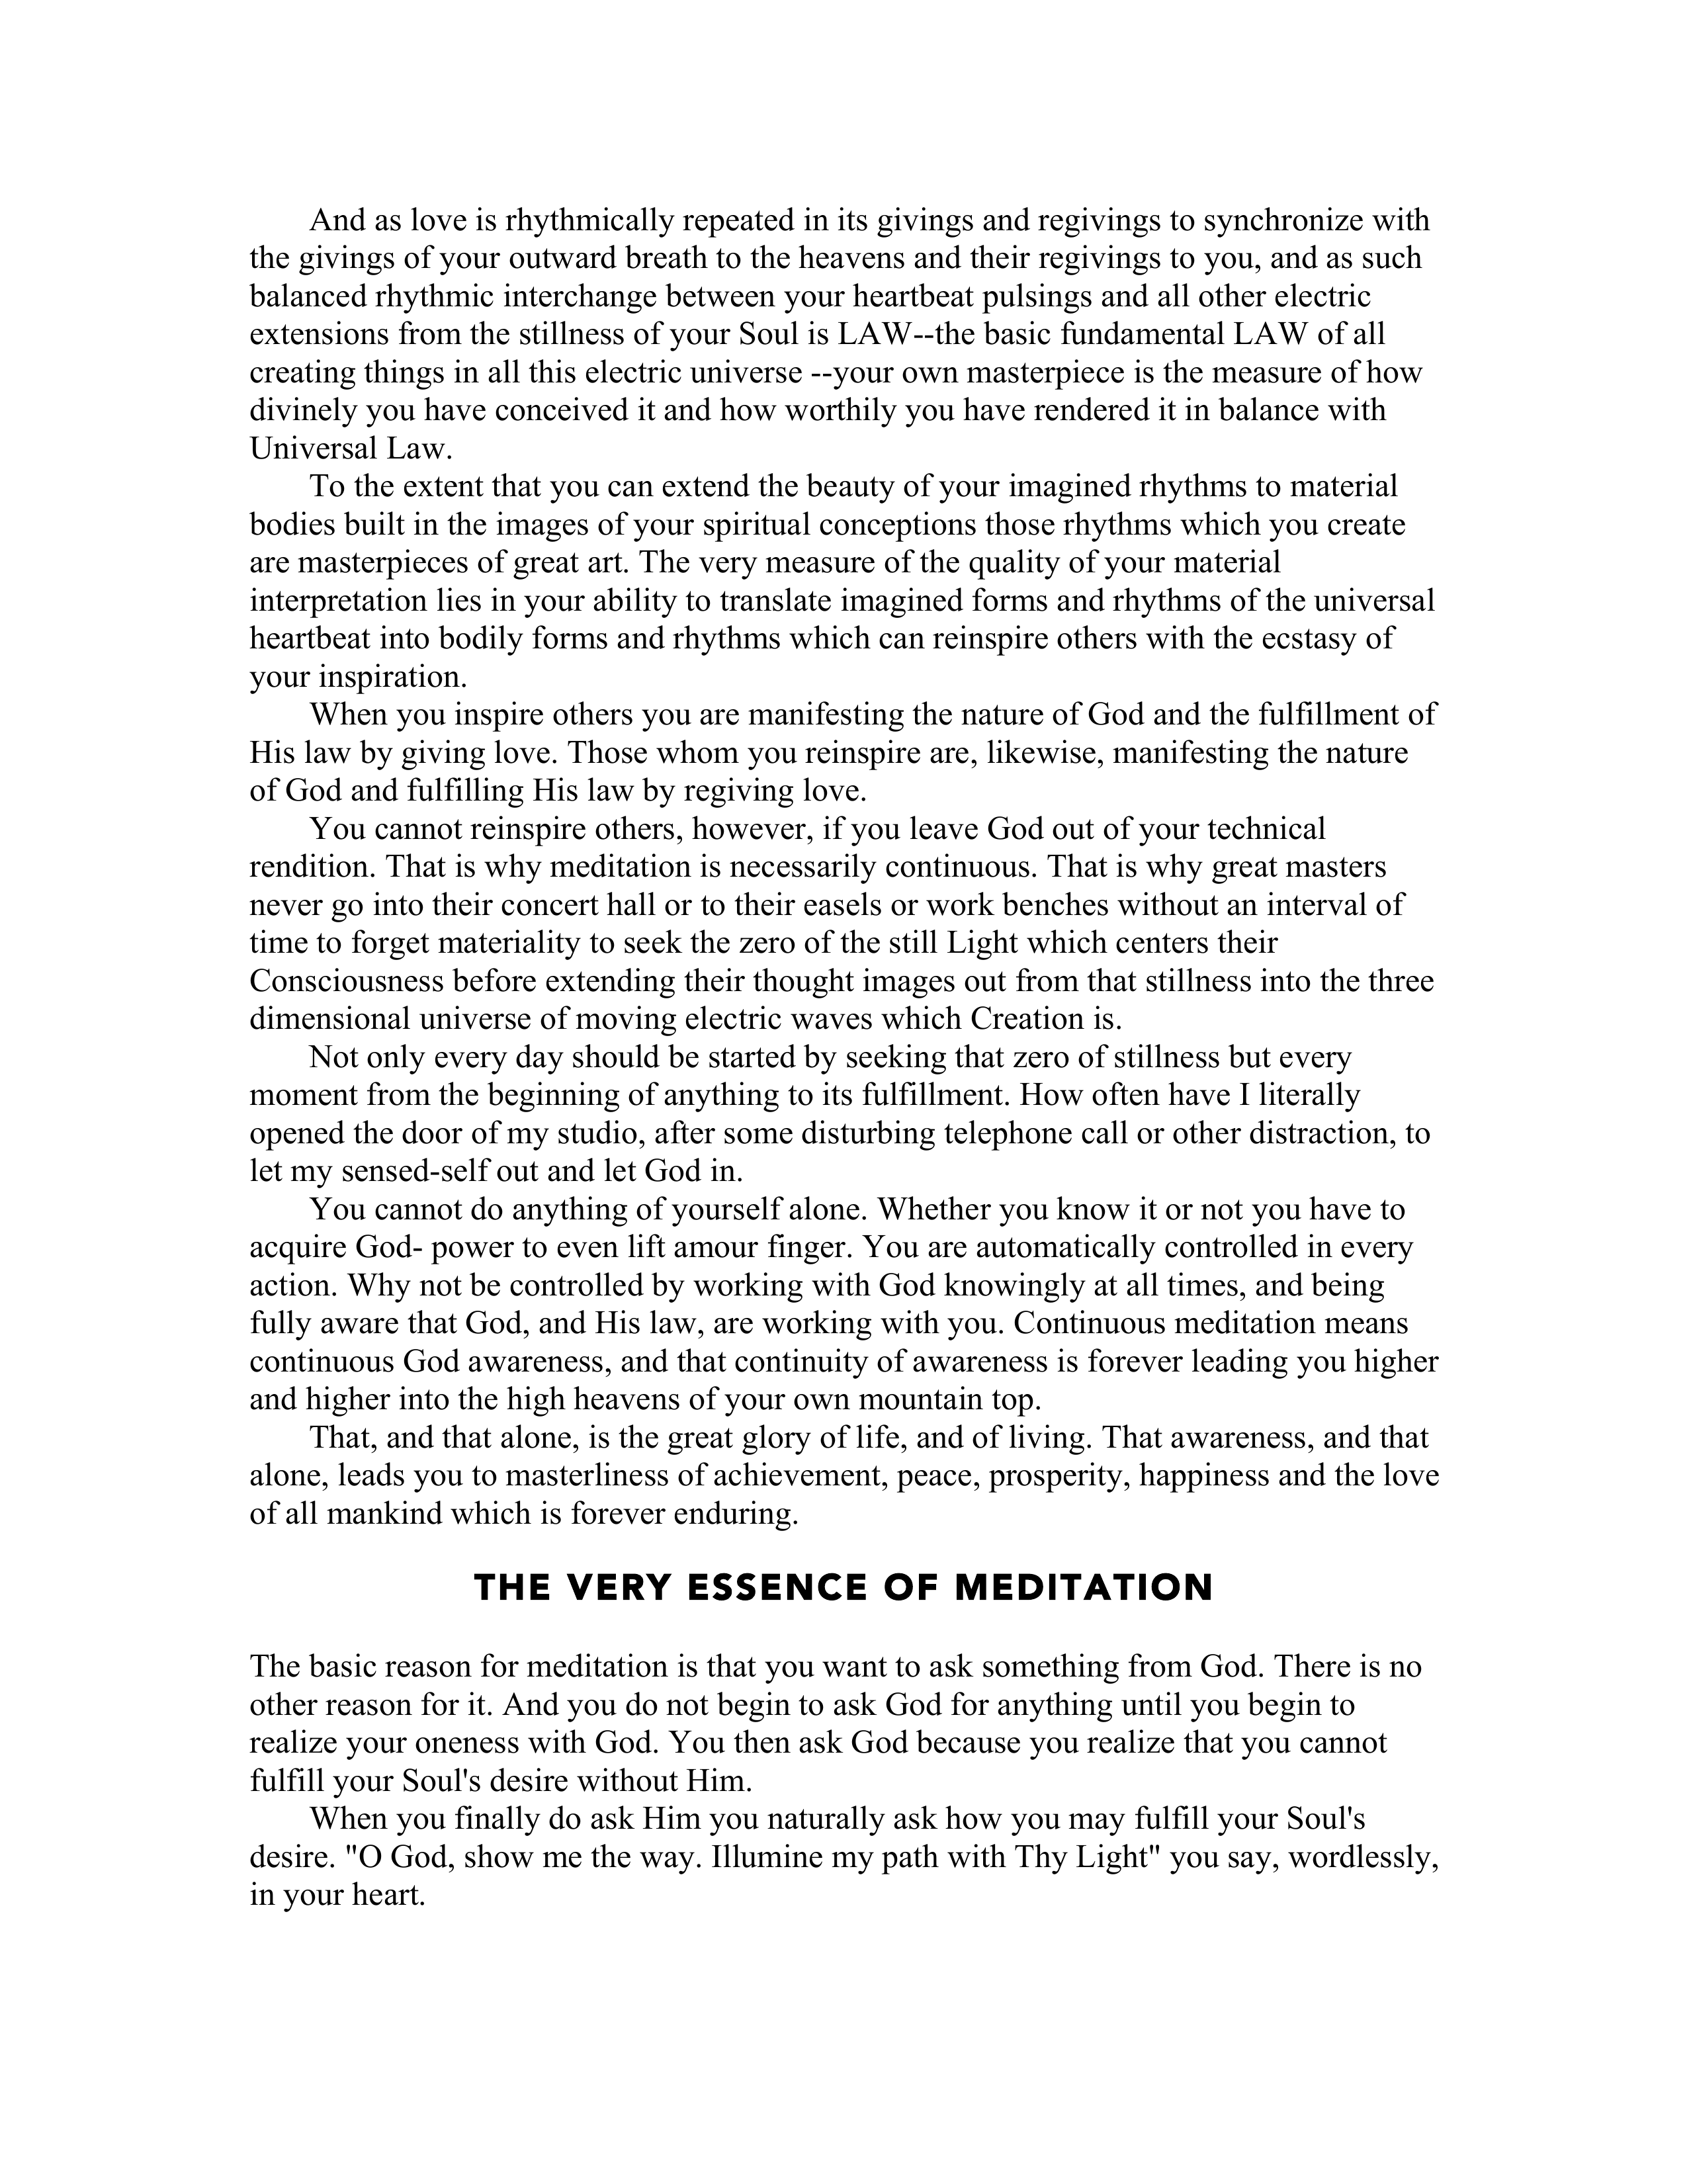 And as love is rhythmically repeated in its givings and regivings to synchronize with
the givings of your outward breath to the heavens and their regivings to you, and as such
balanced rhythmic interchange between your heartbeat pulsings and all other electric
extensions from the stillness of your Soul is LAW--the basic fundamental LAW of all
creating things in all this electric universe --your own masterpiece is the measure of how
divinely you have conceived it and how worthily you have rendered it in balance with
Universal Law.
To the extent that you can extend the beauty of your imagined rhythms to material
bodies built in the images of your spiritual conceptions those rhythms which you create
are masterpieces of great art. The very measure of the quality of your material
interpretation lies in your ability to translate imagined forms and rhythms of the universal
heartbeat into bodily forms and rhythms which can reinspire others with the ecstasy of
your inspiration.
When you inspire others you are manifesting the nature of God and the fulfillment of
His law by giving love. Those whom you reinspire are, likewise, manifesting the nature
of God and fulfilling His law by regiving love.
You cannot reinspire others, however, if you leave God out of your technical
rendition. That is why meditation is necessarily continuous. That is why great masters
never go into their concert hall or to their easels or work benches without an interval of
time to forget materiality to seek the zero of the still Light which centers their
Consciousness before extending their thought images out from that stillness into the three
dimensional universe of moving electric waves which Creation is.
Not only every day should be started by seeking that zero of stillness but every
moment from the beginning of anything to its fulfillment. How often have I literally
opened the door of my studio, after some disturbing telephone call or other distraction, to
let my sensed-self out and let God in.
You cannot do anything of yourself alone. Whether you know it or not you have to
acquire God- power to even lift amour finger. You are automatically controlled in every
action. Why not be controlled by working with God knowingly at all times, and being
fully aware that God, and His law, are working with you. Continuous meditation means
continuous God awareness, and that continuity of awareness is forever leading you higher
and higher into the high heavens of your own mountain top.
That, and that alone, is the great glory of life, and of living. That awareness, and that
alone, leads you to masterliness of achievement, peace, prosperity, happiness and the love
of all mankind which is forever enduring.
THE VERY ESSENCE OF MEDITATION
The basic reason for meditation is that you want to ask something from God. There is no
other reason for it. And you do not begin to ask God for anything until you begin to
realize your oneness with God. You then ask God because you realize that you cannot
fulfill your Soul's desire without Him.
When you finally do ask Him you naturally ask how you may fulfill your Soul's
desire. "O God, show me the way. Illumine my path with Thy Light" you say, wordlessly,
in your heart.